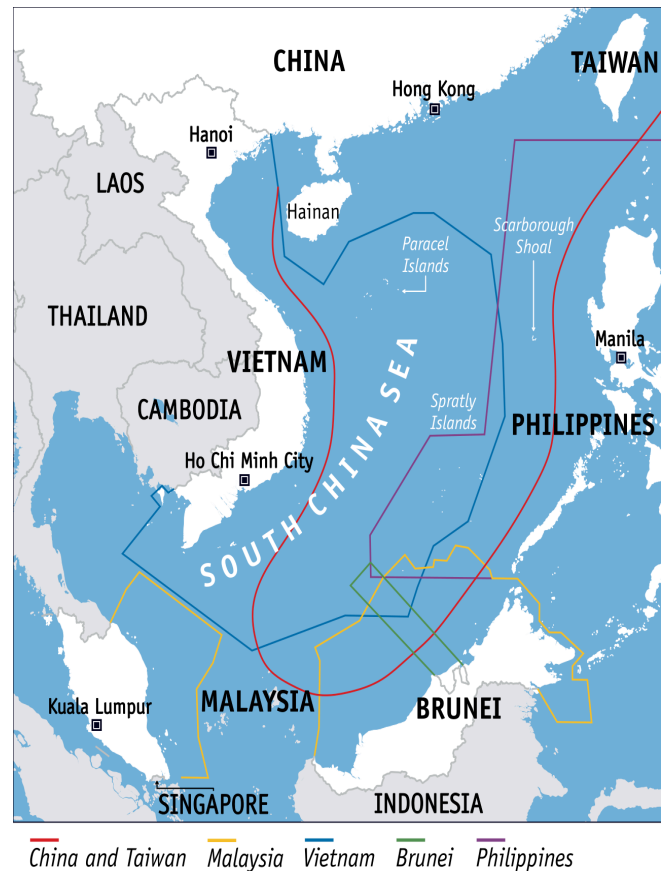 CHINA
TAIWAN
Hong Kong
Hanoi
LAOS
Hainan
Scarborough
Shoal
Paracel
Islands
THAILAND
Manila
VIETNAM
CAMBODIA
Spratly
Islands
PHILIPPINES
Ho Chi Minh City
SOUTH CHINA SEA
MALAYSIA
BRUNEI
Kuala Lumpur
SINGAPORE
INDONESIA
China and Taiwan Malaysia Vietnam Brunei Philippines